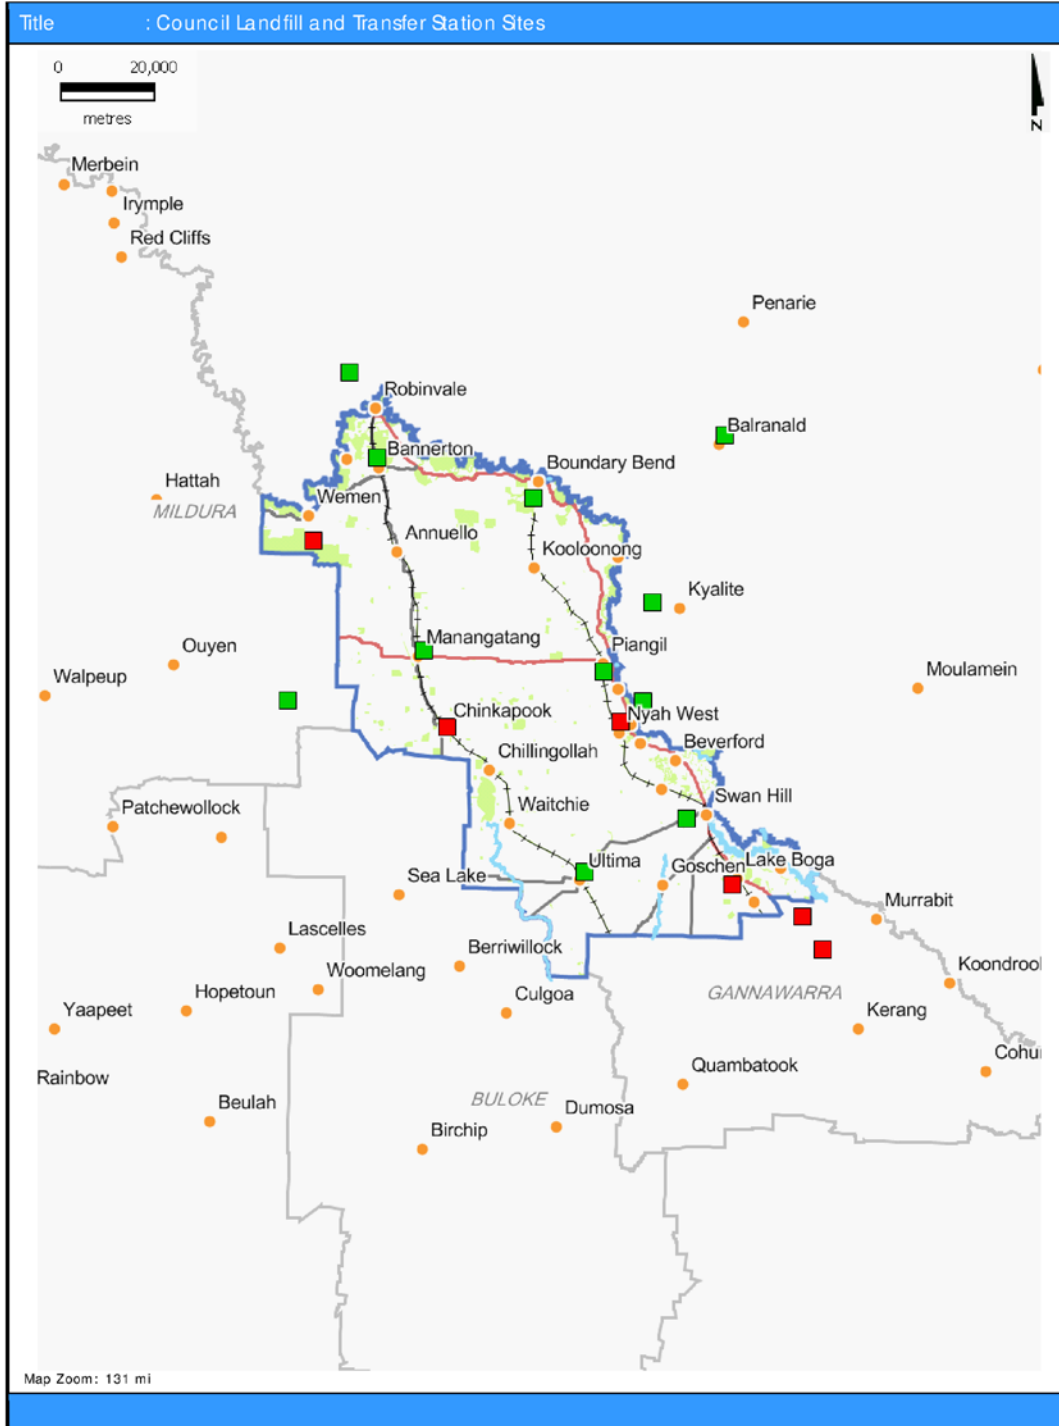 Title : Council Landfill and Transfer Station Sites
0 20,000
metres
N
Merbein
Irymple
Red Cliffs
Penarie
Robinvale
Balranald
Bannerton
Boundary Bend
Hattah
Wemen
MILDURA
Annuello
Kooloonong
Kyalite
Manangatang
Piangil
Ouyen
Moulamein
Walpeup
Chinkapook
Nyah West
Beverford
Chillingollah
Swan Hill
Patchewollock
Waitchie
Ultima
Goschen
Lake Boga
Sea Lake
Murrabit
Lascelles
Berriwillock
Woomelang
Koondrool
Hopetoun
Culgoa
GANNAWARRA
Yaapeet
Kerang
Cohu
Quambatook
Rainbow
Beulah
BULOKE
Dumosa
Birchip
Map Zoom: 131 mi